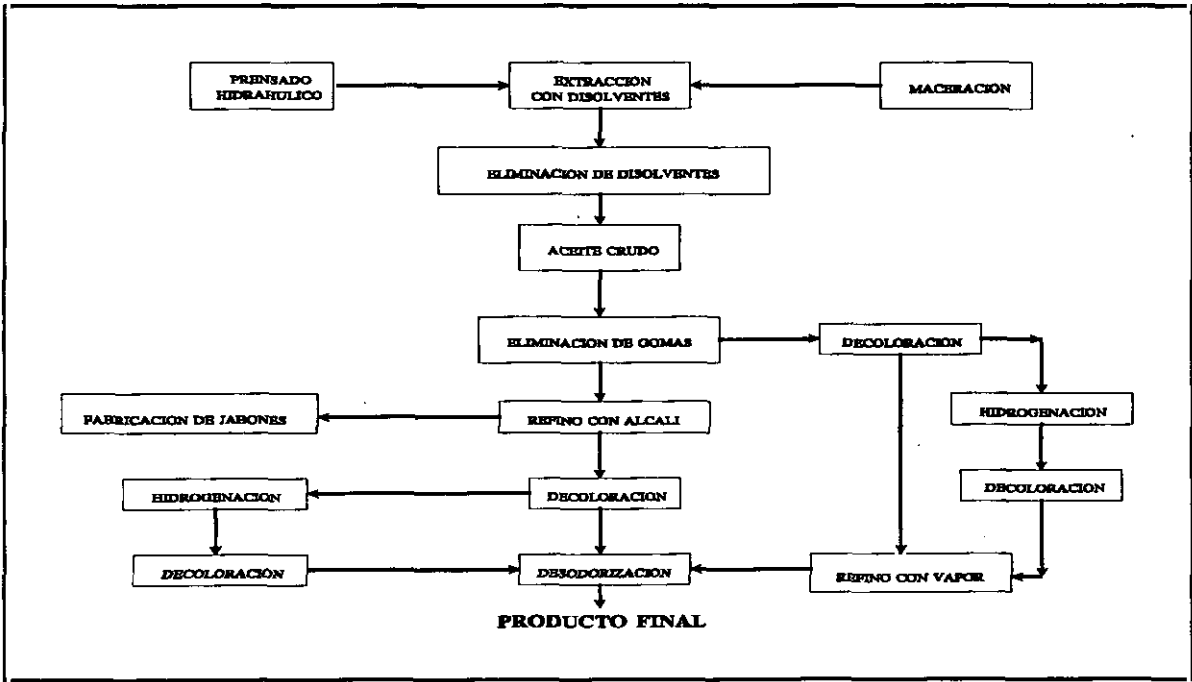 PRENSADO
HIDRAHULICO
EXTRACCION
CON DISOLVENTES
MACERACION
ELIMINACION DE DISOLVENTES
ACEITE CRUDO
ELIMINACION DE GOMAS
DECOLORACION
FABRICACION DE JABONES
REFINO CON ALCALI
HIDROGENACION
HIDROGENACION
DECOLORACION
DECOLORACION
DECOLORACION
DESODORIZACION
REFINO CON VAPOR
PRODUCTO FINAL